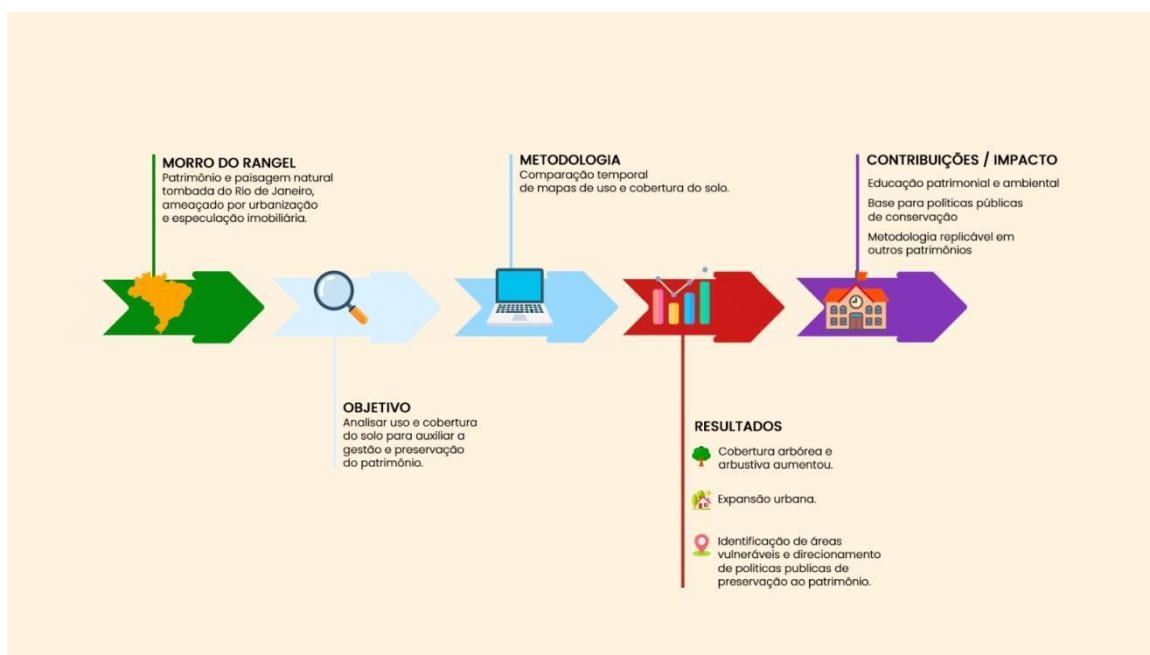 MORRO DO RANGEL
Patrimônio e paisagem natural
tombada do Rio de Janeiro,
ameaçado por urbanização
e especulação imobiliária.
OBJETIVO
Analisar uso e cobertura
do solo para auxiliar a
gestão e preservação
do patrimônio.
METODOLOGIA
Comparação temporal
de mapas de uso e cobertura do solo.
RESULTADOS
Cobertura arbórea e
arbustiva aumentou.
Expansão urbana.
Identificação de áreas
vulneráveis e direcionamento
de politicas publicas de
preservação ao patrimônio.
CONTRIBUIÇÕES / IMPACTO
Educação patrimonial e ambiental
Base para políticas públicas
de conservação
Metodologia replicável em
outros patrimônios